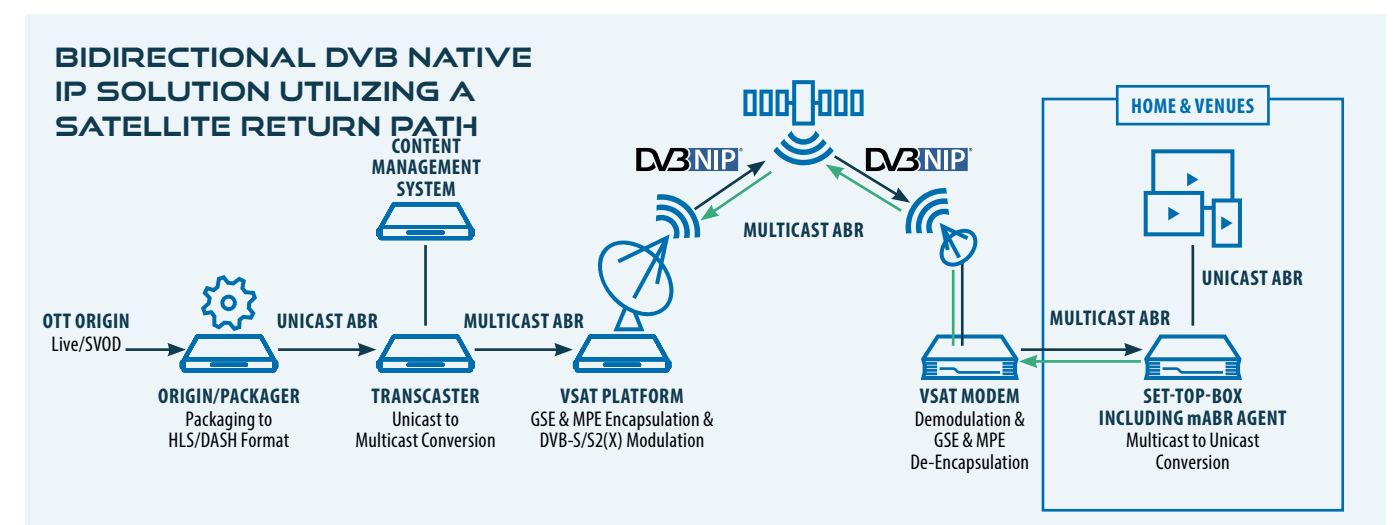 BIDIRECTIONAL DVB NATIVE
IP SOLUTION UTILIZING A
SATELLITE RETURN PATH
CONTENT
MANAGEMENT
SYSTEM
DVB NIP
DVB NIP
HOME & VENUES
MULTICAST ABR
UNICAST ABR
OTT ORIGIN
Live/SVOD
UNICAST ABR
MULTICAST ABR
MULTICAST ABR
ORIGIN/PACKAGER
Packaging to
HLS/DASH Format
TRANSCASTER
Unicast to
Multicast Conversion
VSAT PLATFORM
GSE & MPE Encapsulation &
DVB-S/S2(X) Modulation
VSAT MODEM
Demodulation &
GSE & MPE
De-Encapsulation
SET-TOP-BOX
INCLUDING mABR AGENT
Multicast to Unicast
Conversion